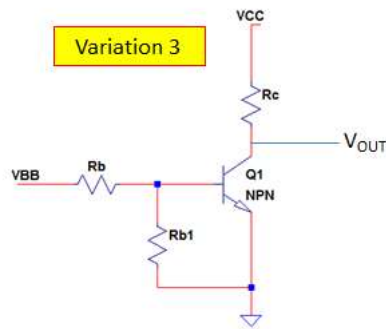 Variation 3
VCC
Rc
VOUT
Q1
VBB
Rb
NPN
Rb1